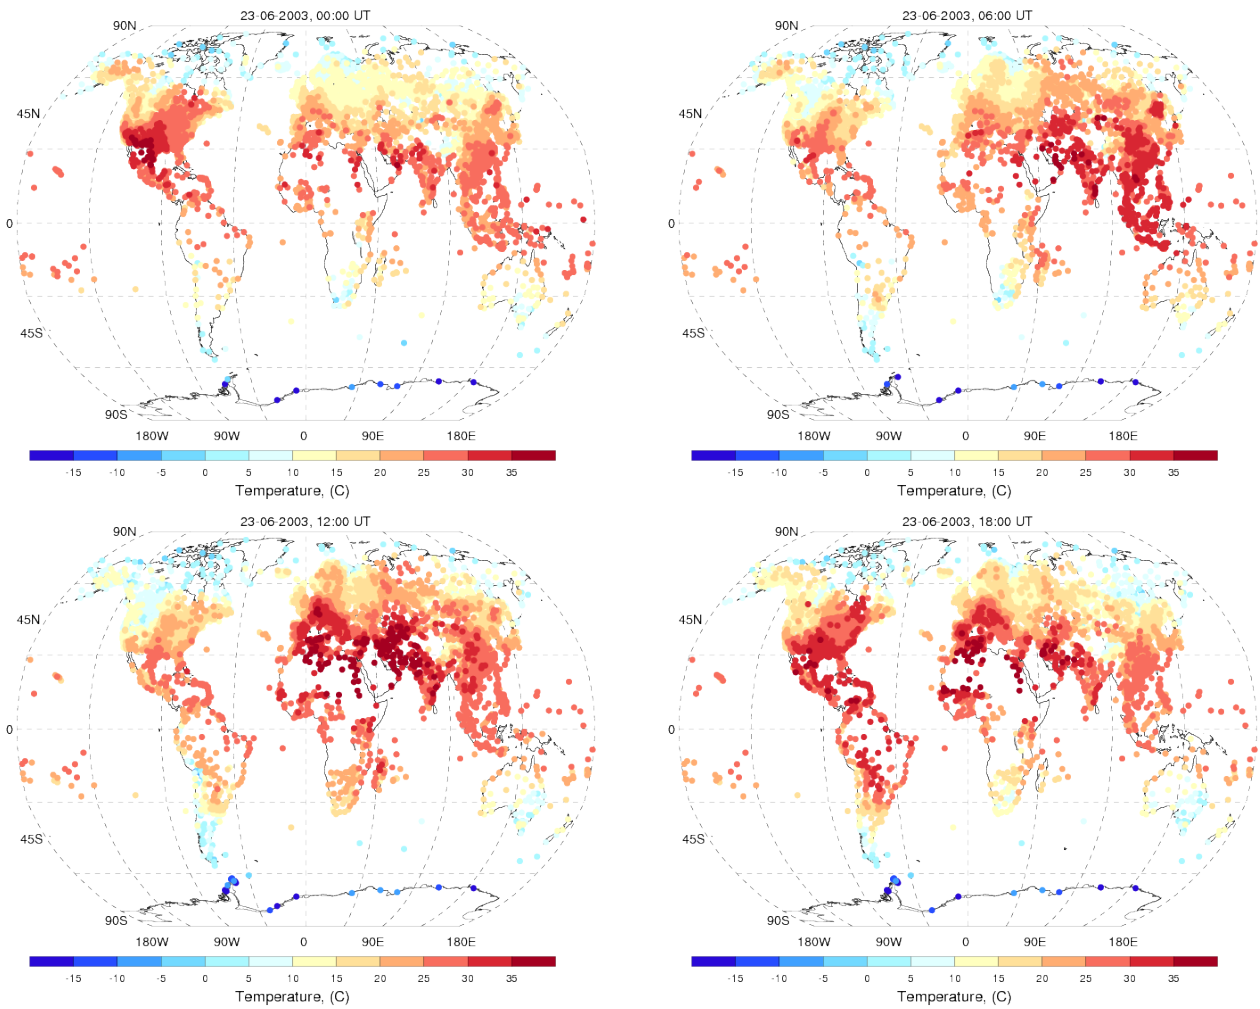 23-06-2003, 00:00 UT
90N
45N
0
45S
90S
180W 90W 0 90E 180E
-15 -10 -5 0 5 10 15 20 25 30 35
Temperature, (C)
23-06-2003, 06:00 UT
90N
45N
0
45S
90S
180W 90W 0 90E 180E
-15 -10 -5 0 5 10 15 20 25 30 35
Temperature, (C)
23-06-2003, 12:00 UT
90N
45N
0
45S
90S
180W 90W 0 90E 180E
-15 -10 -5 0 5 10 15 20 25 30 35
Temperature, (C)
23-06-2003, 18:00 UT
90N
45N
0
45S
90S
180W 90W 0 90E 180E
-15 -10 -5 0 5 10 15 20 25 30 35
Temperature, (C)